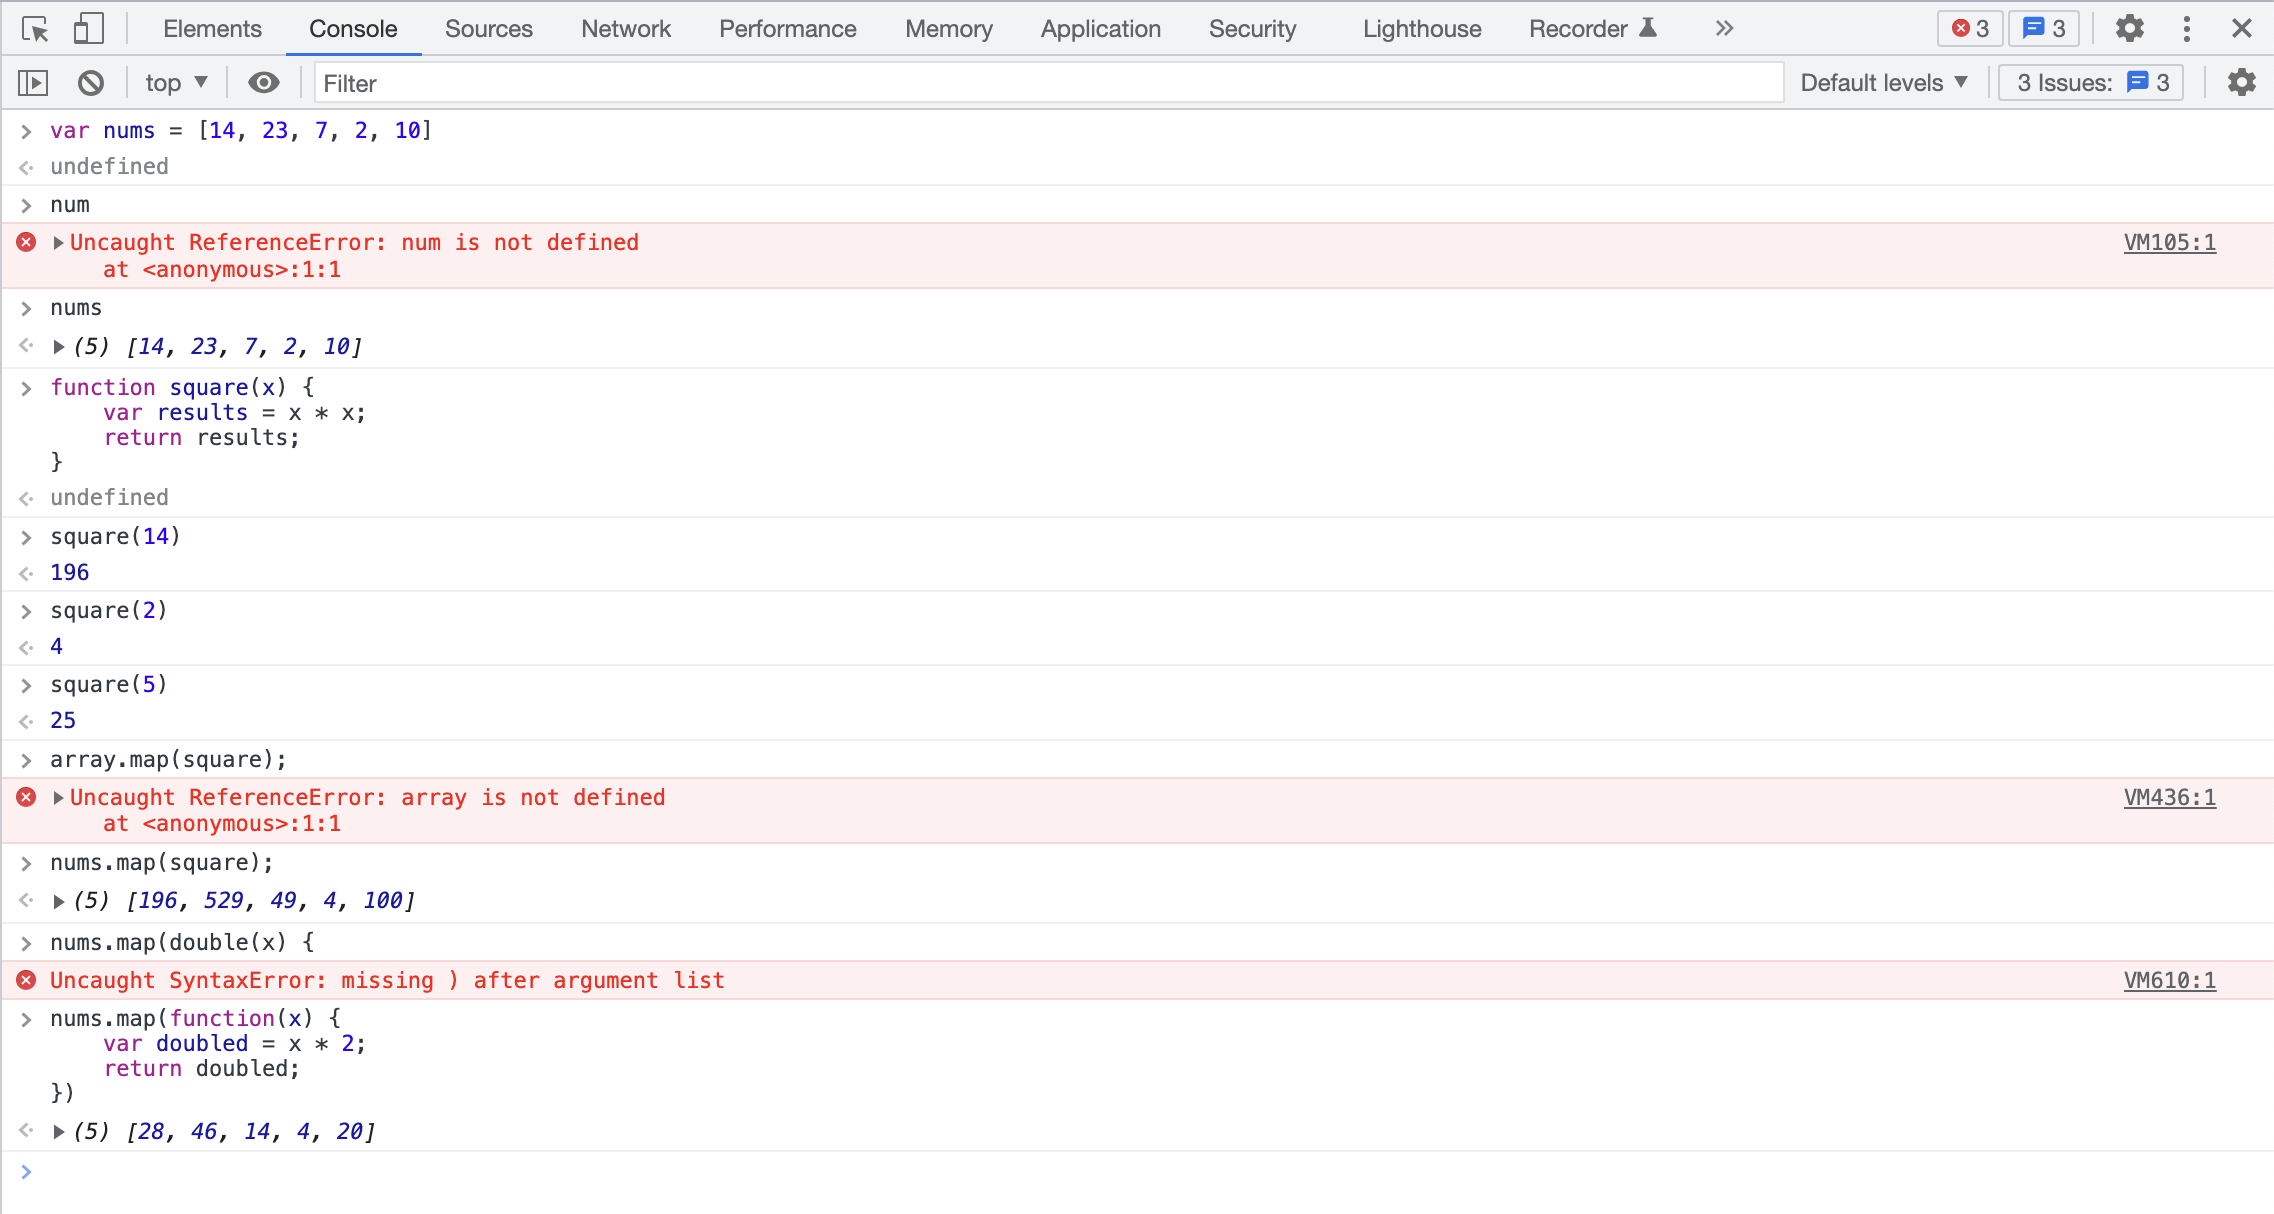 Elements Console Sources Network Performance Memory Application Security Lighthouse Recorder 3 3
top Filter Default levels 3 Issues: 3
> var nums = [14, 23, 7, 2, 10]
undefined
> num
Uncaught ReferenceError: num is not defined VM105:1
at <anonymous>:1:1
> nums
(5) [14, 23, 7, 2, 10]
> function square(x) {
var results = x * x;
return results;
}
undefined
> square(14)
196
> square(2)
4
> square(5)
25
> array.map(square);
Uncaught ReferenceError: array is not defined VM436:1
at <anonymous>:1:1
> nums.map(square);
(5) [196, 529, 49, 4, 100]
> nums.map(double(x) {
Uncaught SyntaxError: missing ) after argument list VM610:1
> nums.map(function(x) {
var doubled = x * 2;
return doubled;
})
(5) [28, 46, 14, 4, 20]
>